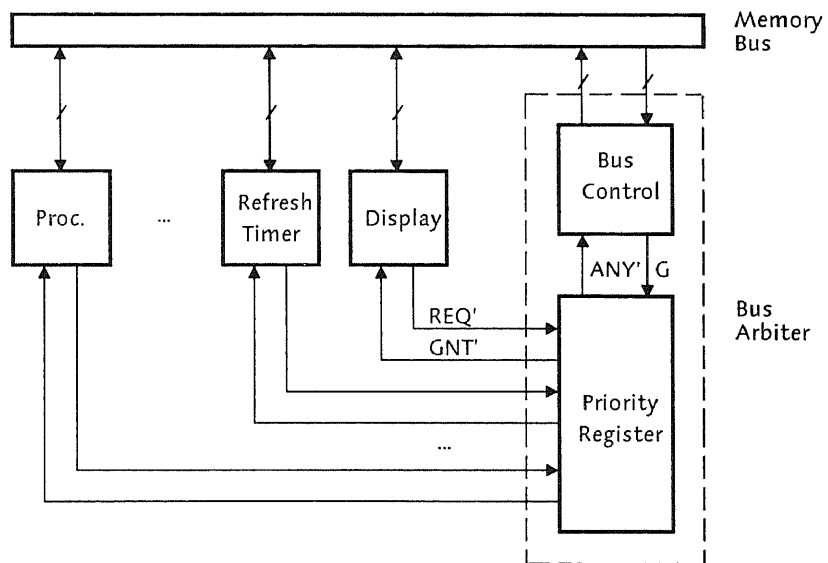 Memory
Bus
Bus
Control
Proc.
...
Refresh
Timer
Display
ANY'
G
REQ'
GNT'
Bus
Arbiter
Priority
Register
...